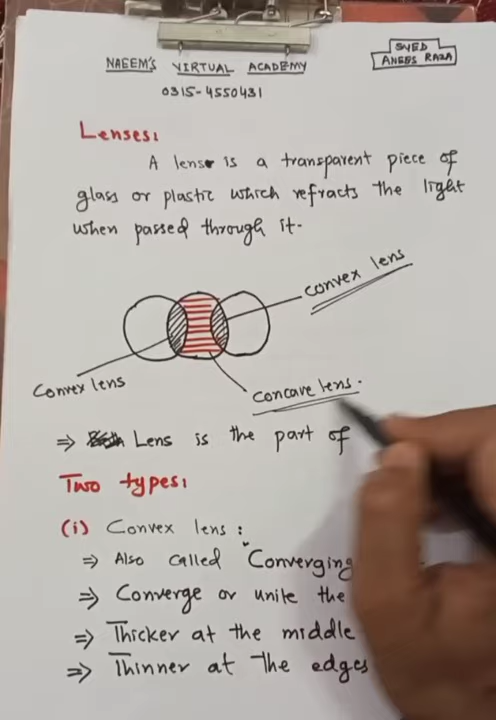 NAEEM'S VIRTUAL ACADEMY
0315-4550431
SYED
ANEES RAZA
Lenses:
A lens is a transparent piece of
glass or plastic which refracts the light
when passed through it.
Convex lens
Convex lens
Concave lens.
⇒ Lens is the part of
Two types:
(i) Convex lens :
⇒ Also called "Converging
⇒ Converge or unite the
⇒ Thicker at the middle
⇒ Thinner at the edges